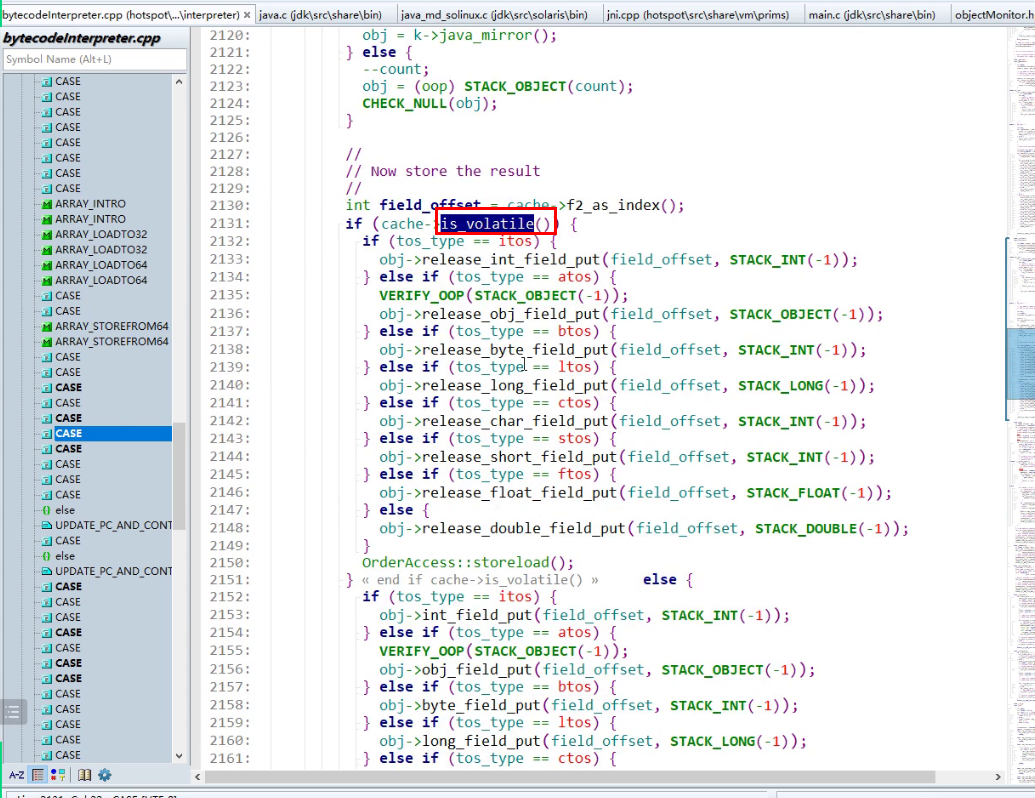 bytecodeInterpreter.cpp (hotspot\...\interpreter) × java.c (jdk\src\share\bin) java_md_solinux.c (jdk\src\solaris\bin) jni.cpp (hotspot\src\share\vm\prims) main.c (jdk\src\share\bin) objectMonitor.h
bytecodeInterpreter.cpp
Symbol Name (Alt+L)
CASE
CASE
CASE
CASE
CASE
CASE
CASE
CASE
ARRAY_INTRO
ARRAY_INTRO
ARRAY_LOADTO32
ARRAY_LOADTO32
ARRAY_LOADTO64
ARRAY_LOADTO64
CASE
CASE
ARRAY_STOREFROM64
ARRAY_STOREFROM64
CASE
CASE
CASE
CASE
CASE
CASE
CASE
CASE
CASE
CASE
else
UPDATE_PC_AND_CONT
CASE
else
UPDATE_PC_AND_CONT
CASE
CASE
CASE
CASE
CASE
CASE
CASE
CASE
CASE
CASE
CASE
CASE
A-Z
2120: obj = k->java_mirror();
2121: } else {
2122: --count;
2123: obj = (oop) STACK_OBJECT(count);
2124: CHECK_NULL(obj);
2125: }
2126:
2127: //
2128: // Now store the result
2129: //
2130: int field_offset = cache->f2_as_index();
2131: if (cache->is_volatile()) {
2132: if (tos_type == itos) {
2133: obj->release_int_field_put(field_offset, STACK_INT(-1));
2134: } else if (tos_type == atos) {
2135: VERIFY_OOP(STACK_OBJECT(-1));
2136: obj->release_obj_field_put(field_offset, STACK_OBJECT(-1));
2137: } else if (tos_type == btos) {
2138: obj->release_byte_field_put(field_offset, STACK_INT(-1));
2139: } else if (tos_type == ltos) {
2140: obj->release_long_field_put(field_offset, STACK_LONG(-1));
2141: } else if (tos_type == ctos) {
2142: obj->release_char_field_put(field_offset, STACK_INT(-1));
2143: } else if (tos_type == stos) {
2144: obj->release_short_field_put(field_offset, STACK_INT(-1));
2145: } else if (tos_type == ftos) {
2146: obj->release_float_field_put(field_offset, STACK_FLOAT(-1));
2147: } else {
2148: obj->release_double_field_put(field_offset, STACK_DOUBLE(-1));
2149: }
2150: OrderAccess::storeload();
2151: } « end if cache->is_volatile() » else {
2152: if (tos_type == itos) {
2153: obj->int_field_put(field_offset, STACK_INT(-1));
2154: } else if (tos_type == atos) {
2155: VERIFY_OOP(STACK_OBJECT(-1));
2156: obj->obj_field_put(field_offset, STACK_OBJECT(-1));
2157: } else if (tos_type == btos) {
2158: obj->byte_field_put(field_offset, STACK_INT(-1));
2159: } else if (tos_type == ltos) {
2160: obj->long_field_put(field_offset, STACK_LONG(-1));
2161: } else if (tos_type == ctos) {